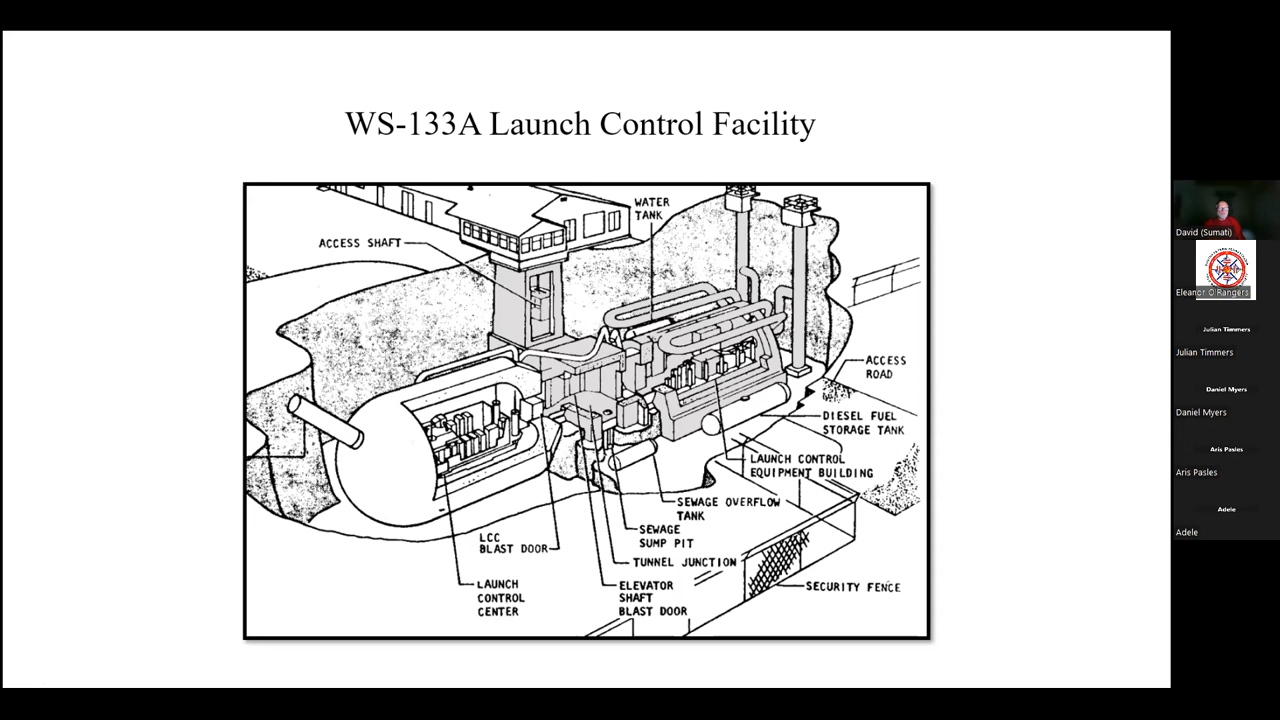 WS-133A Launch Control Facility
WATER
TANK
ACCESS SHAFT
ACCESS
ROAD
DIESEL FUEL
STORAGE TANK
LAUNCH CONTROL
EQUIPMENT BUILDING
SEWAGE OVERFLOW
TANK
SEWAGE
SUMP PIT
LCC
BLAST DOOR
TUNNEL JUNCTION
LAUNCH
CONTROL
CENTER
ELEVATOR
SHAFT
BLAST DOOR
SECURITY FENCE
David (Sumati)
Eleanor O'Rangers
Julian Timmers
Julian Timmers
Daniel Myers
Daniel Myers
Aris Pasles
Aris Pasles
Adele
Adele